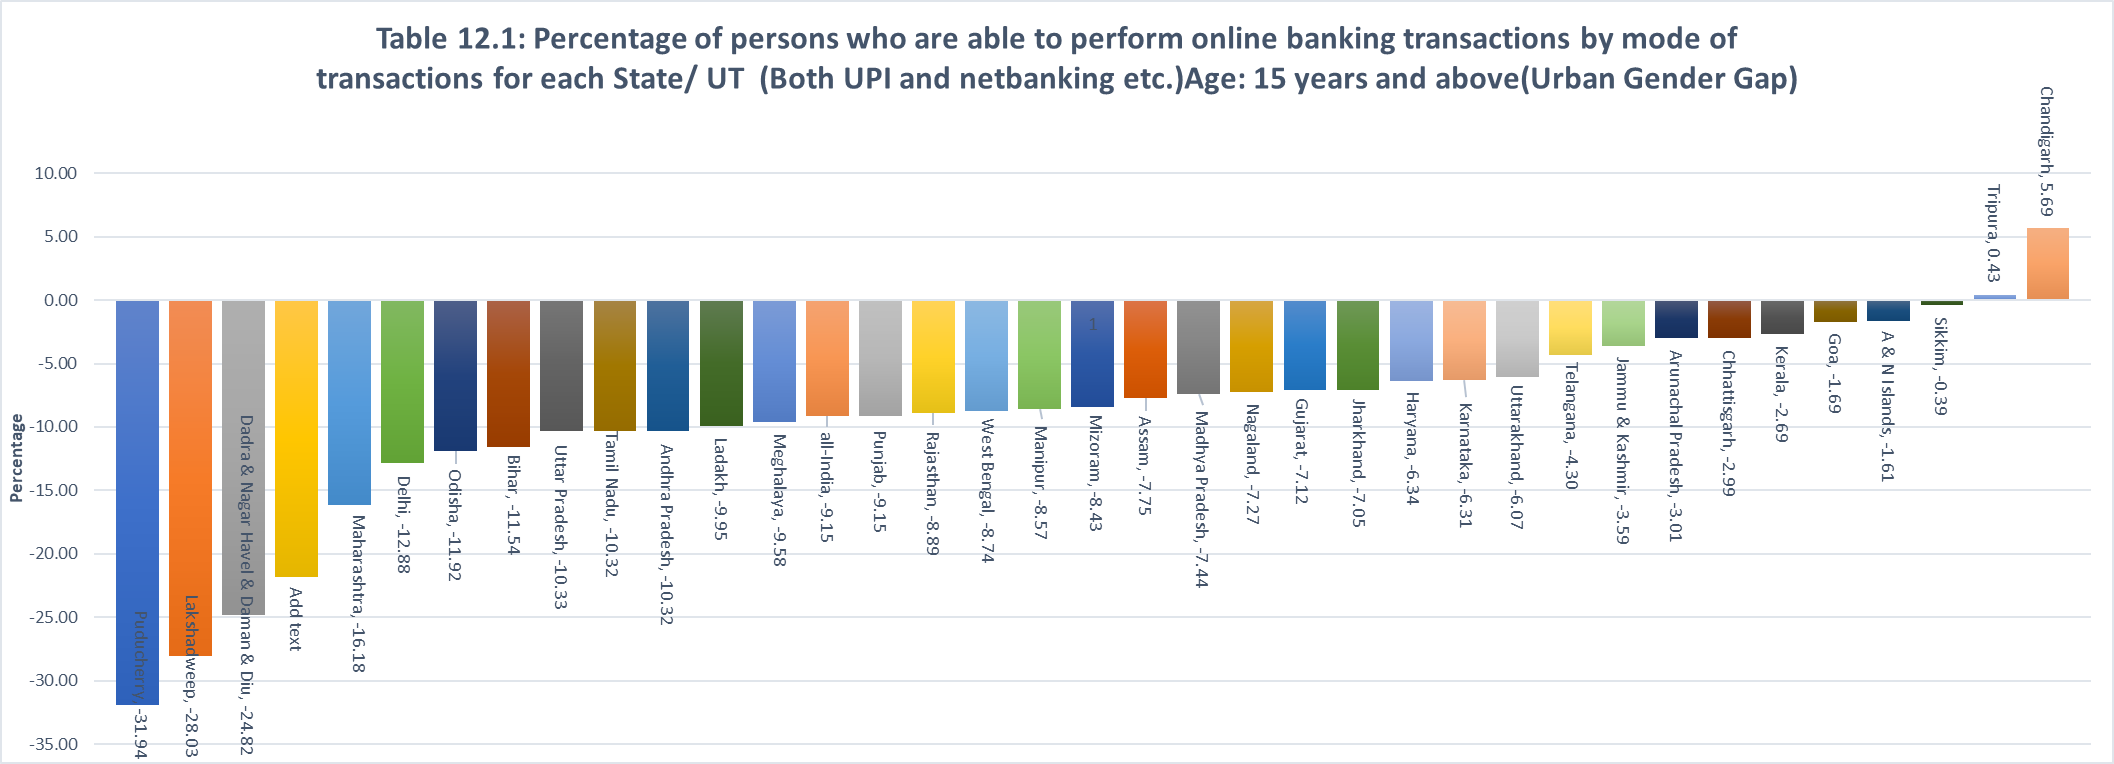 Table 12.1: Percentage of persons who are able to perform online banking transactions by mode of
transactions for each State/ UT  (Both UPI and netbanking etc.)Age: 15 years and above(Urban Gender Gap)
Perecentage
10.00
5.00
0.00
-5.00
-10.00
-15.00
-20.00
-25.00
-30.00
-35.00
Puducherry, -31.94
Lakshadweep, -28.03
Dadra & Nagar Havel & Daman & Diu, -24.82
Add text
Maharashtra, -16.18
Delhi, -12.88
Odisha, -11.92
Bihar, -11.54
Uttar Pradesh, -10.33
Tamil Nadu, -10.32
Andhra Pradesh, -10.32
Ladakh, -9.95
Meghalaya, -9.58
all-India, -9.15
Punjab, -9.15
Rajasthan, -8.89
West Bengal, -8.74
Manipur, -8.57
Mizoram, -8.43
Assam, -7.75
Madhya Pradesh, -7.44
Nagaland, -7.27
Gujarat, -7.12
Jharkhand, -7.05
Haryana, -6.34
Karnataka, -6.31
Uttarakhand, -6.07
Telangana, -4.30
Jammu & Kashmir, -3.59
Arunachal Pradesh, -3.01
Chhattisgarh, -2.99
Kerala, -2.69
Goa, -1.69
A & N Islands, -1.61
Sikkim, -0.39
Tripura, 0.43
Chandigarh, 5.69
1